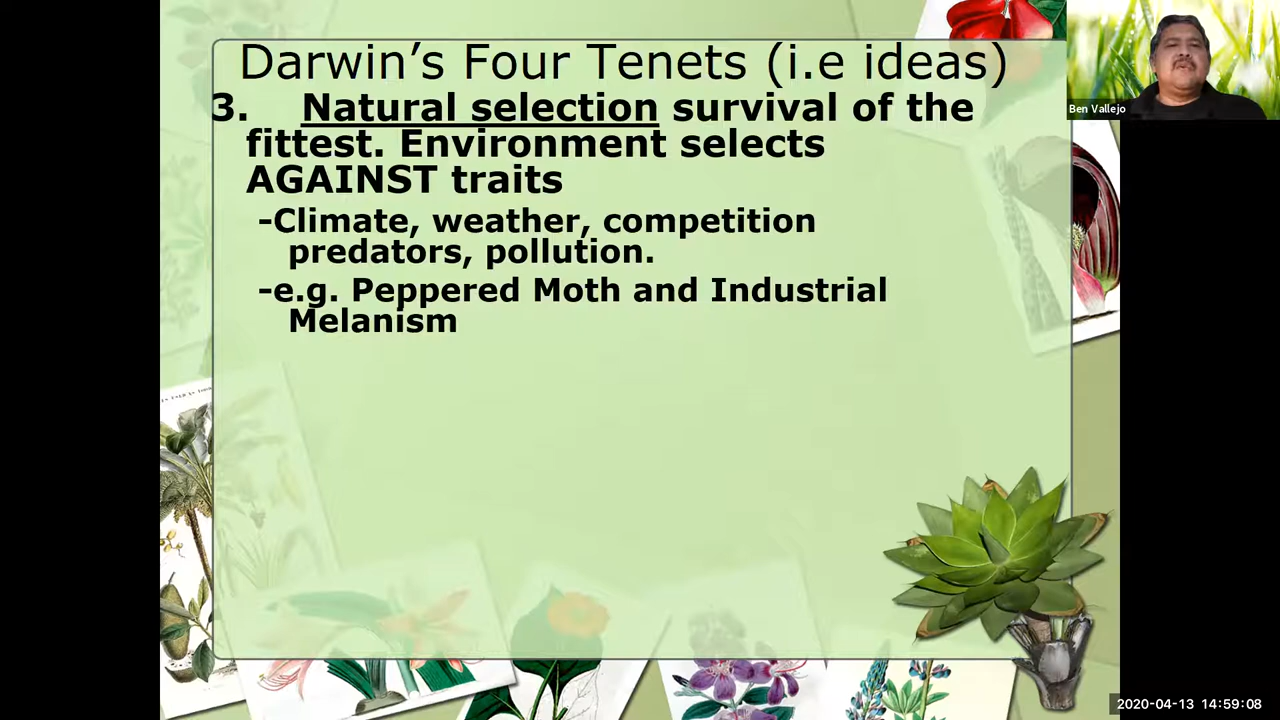 Darwin's Four Tenets (i.e ideas)
3. Natural selection survival of the
fittest. Environment selects
AGAINST traits
-Climate, weather, competition
predators, pollution.
-e.g. Peppered Moth and Industrial
Melanism
Ben Vallejo
2020-04-13 14:59:08